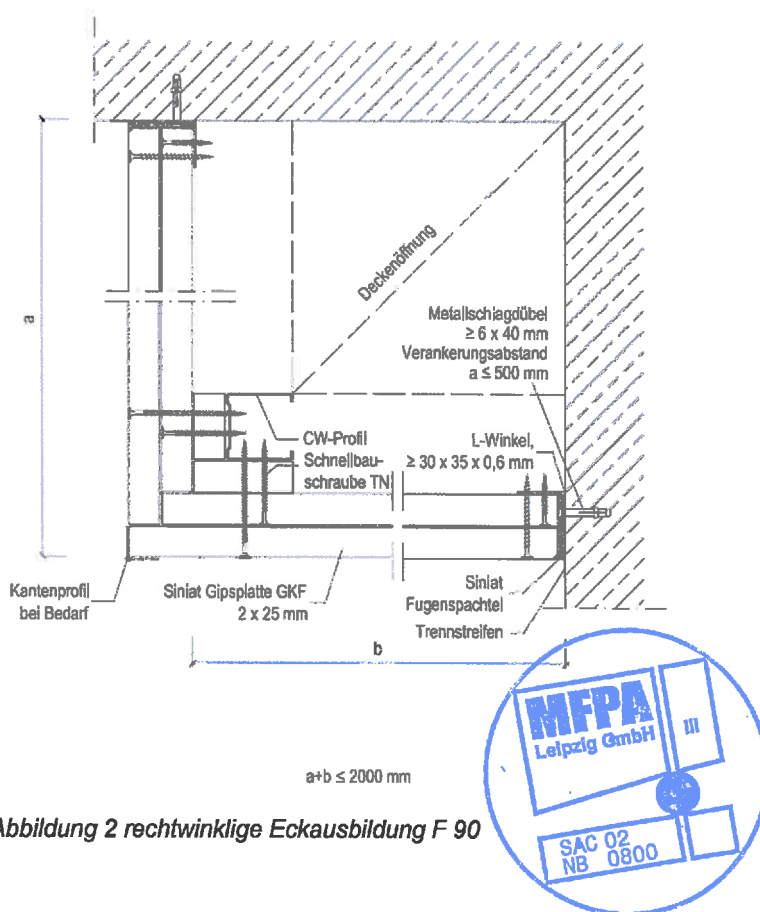 a
Deckenöffnung
Metallschlagdübel
≥ 6 x 40 mm
Verankerungsabstand
a ≤ 500 mm
CW-Profil
Schnellbau-
schraube TN
L-Winkel,
≥ 30 x 35 x 0,6 mm
Kantenprofil
bei Bedarf
Siniat Gipsplatte GKF
2 x 25 mm
Siniat
Fugenspachtel
Trennstreifen
b
a+b ≤ 2000 mm
Abbildung 2 rechtwinklige Eckausbildung F 90
MFPA
Leipzig GmbH
III
SAC 02
NB 0800